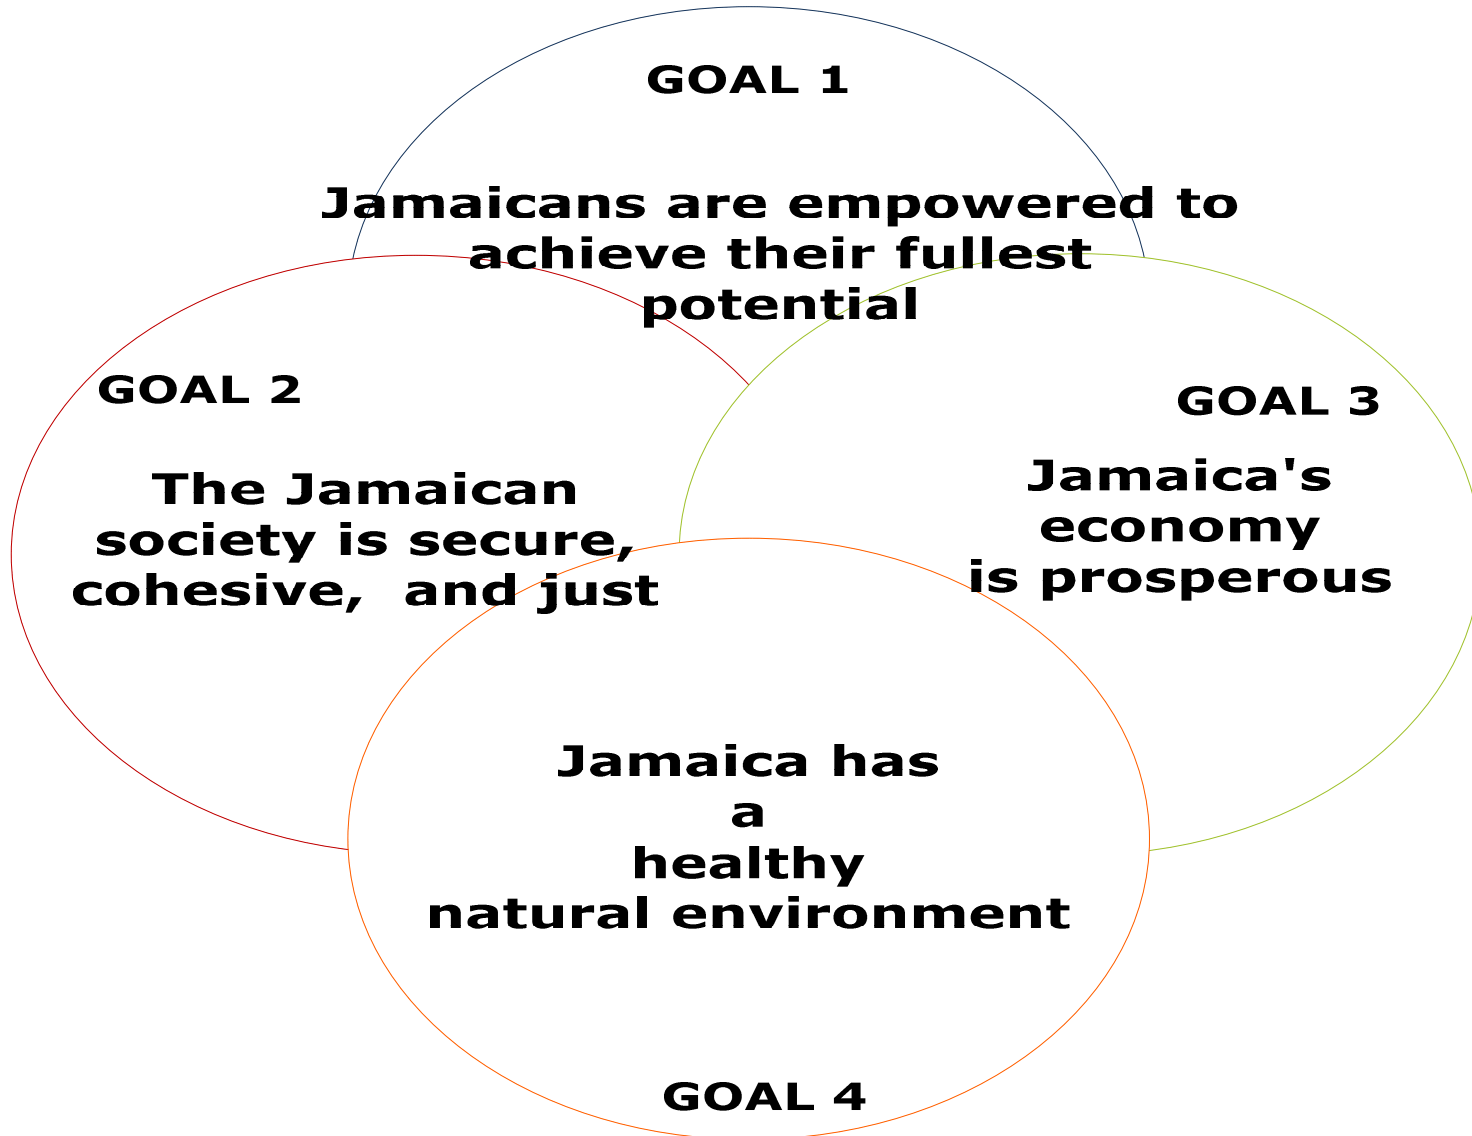 GOAL 1
Jamaicans are empowered to
achieve their fullest
potential
GOAL 2
The Jamaican
society is secure,
cohesive,  and just
GOAL 3
Jamaica's
economy
is prosperous
Jamaica has
a
healthy
natural environment
GOAL 4